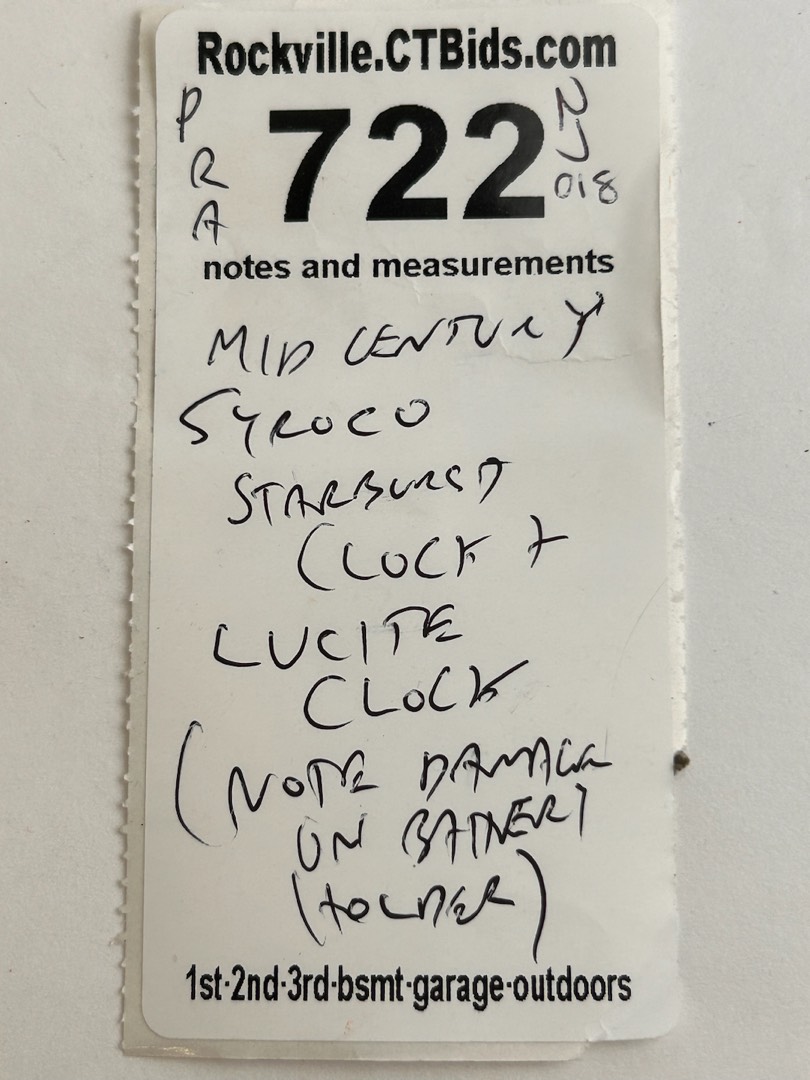 Rockville.CTBids.com
PRA
722
NJ
018
notes and measurements
MID CENTURY
SYROCO
STARBURST
CLOCK +
LUCITE
CLOCK
(NOTE DAMAGE
ON BATTERY
HOLDER)
1st·2nd·3rd·bsmt·garage·outdoors